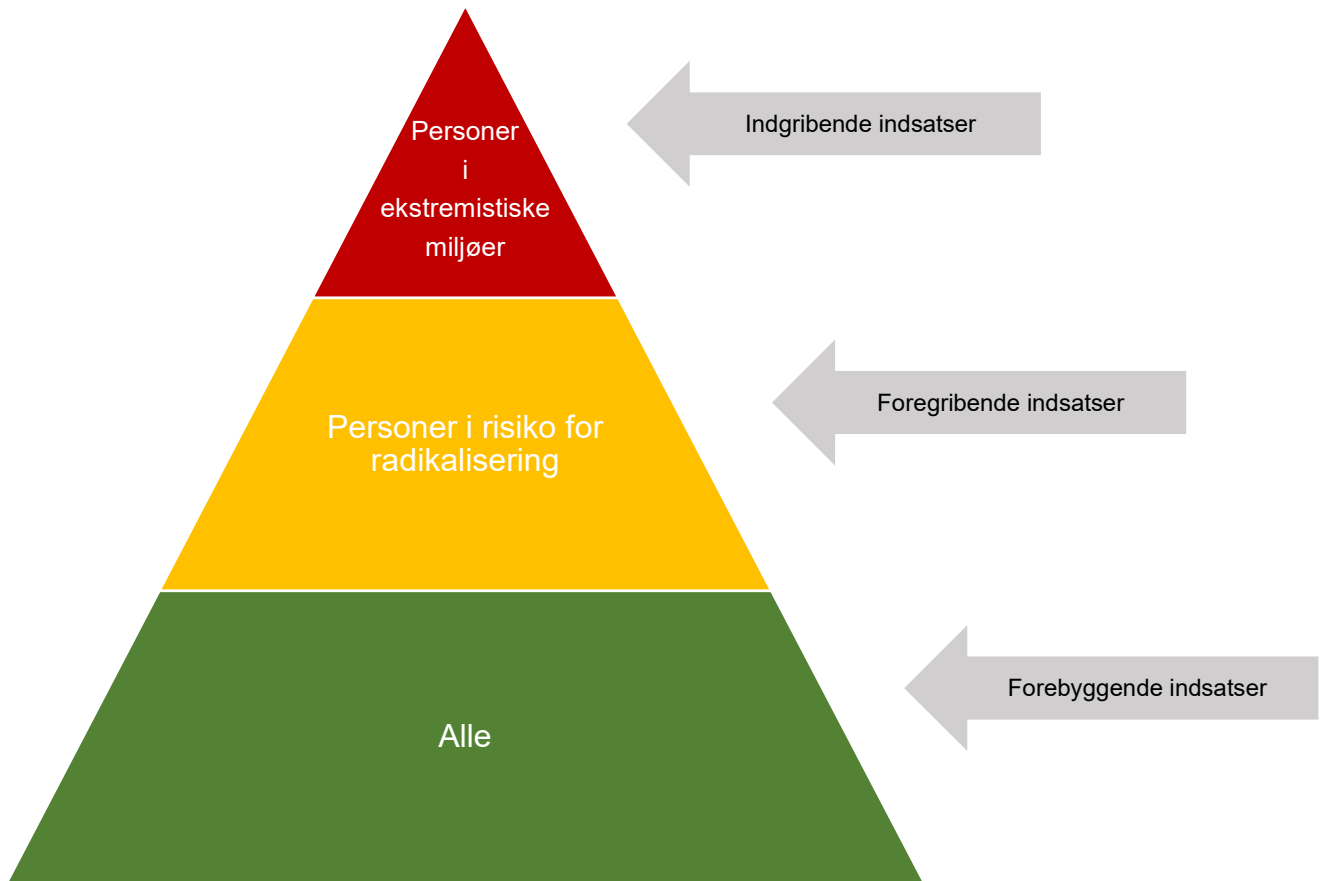 Personer
i
ekstremistiske
miljøer
Indgribende indsatser
Personer i risiko for
radikalisering
Foregribende indsatser
Alle
Forebyggende indsatser